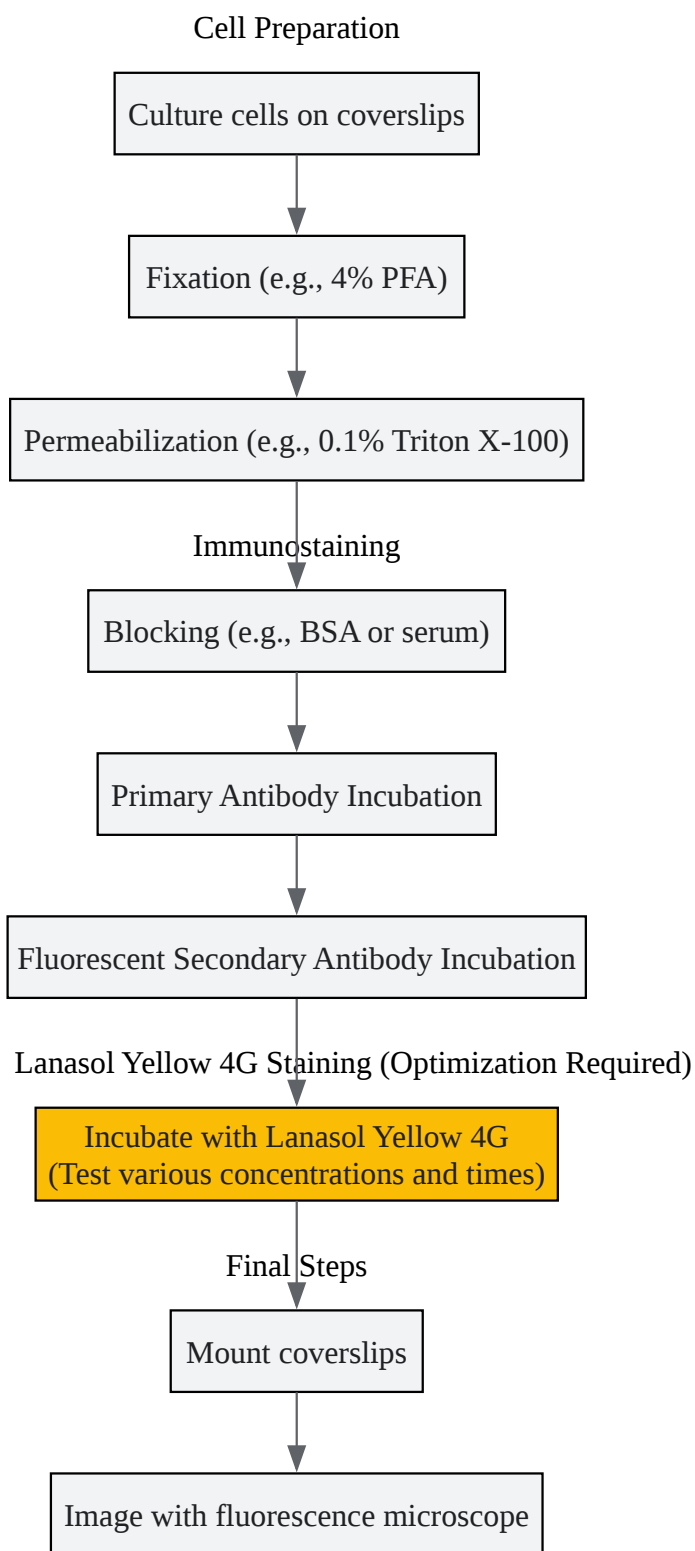 Cell Preparation
Culture cells on coverslips
Fixation (e.g., 4% PFA)
Permeabilization (e.g., 0.1% Triton X-100)
Immunostaining
Blocking (e.g., BSA or serum)
Primary Antibody Incubation
Fluorescent Secondary Antibody Incubation
Lanasol Yellow 4G Staining (Optimization Required)
Incubate with Lanasol Yellow 4G
(Test various concentrations and times)
Final Steps
Mount coverslips
Image with fluorescence microscope